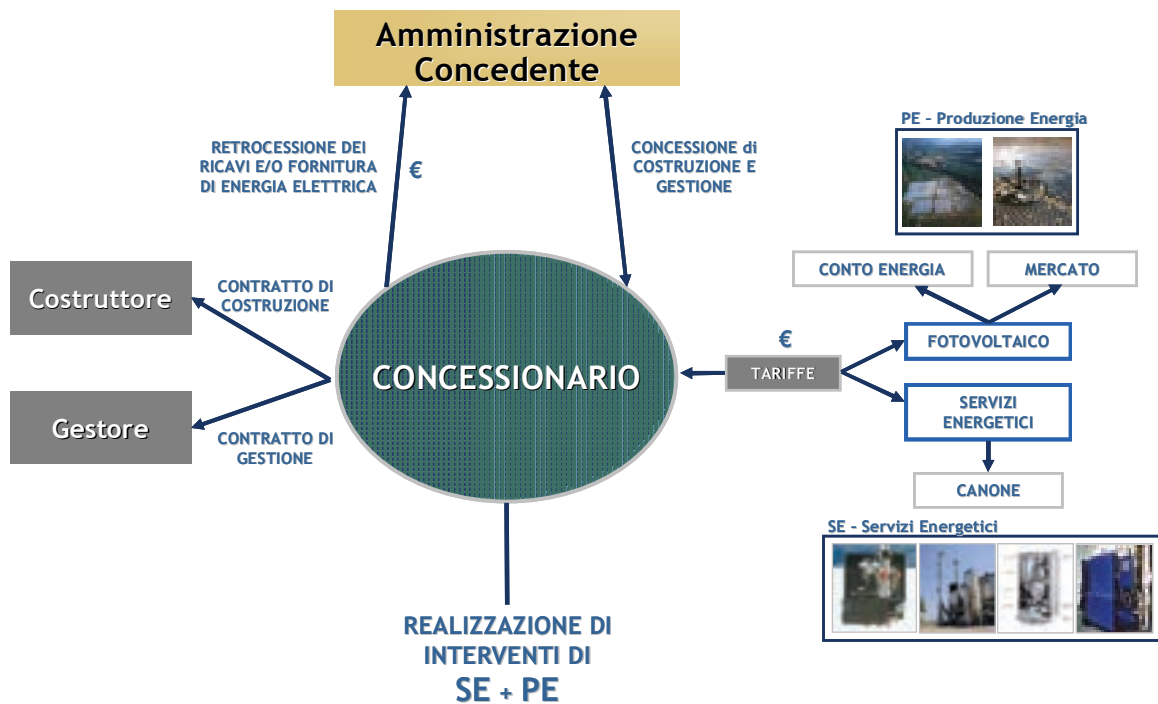 Amministrazione
Concedente
RETROCESSIONE DEI
RICAVI E/O FORNITURA
DI ENERGIA ELETTRICA
€
CONCESSIONE di
COSTRUZIONE E
GESTIONE
PE – Produzione Energia
CONTO ENERGIA
MERCATO
Costruttore
CONTRATTO DI
COSTRUZIONE
€
FOTOVOLTAICO
CONCESSIONARIO
TARIFFE
SERVIZI
ENERGETICI
Gestore
CONTRATTO DI
GESTIONE
CANONE
SE – Servizi Energetici
REALIZZAZIONE DI
INTERVENTI DI
SE + PE